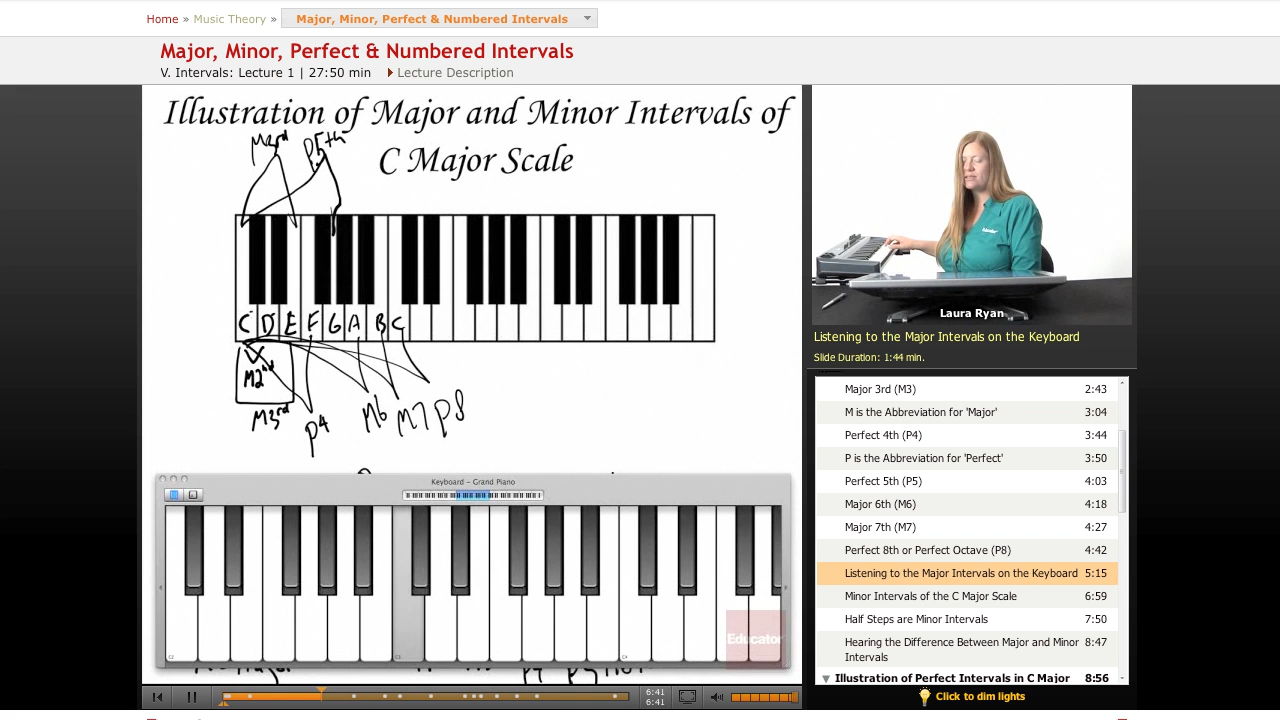 Home » Music Theory » Major, Minor, Perfect & Numbered Intervals
Major, Minor, Perfect & Numbered Intervals
V. Intervals: Lecture 1 | 27:50 min Lecture Description
Illustration of Major and Minor Intervals of
C Major Scale
M3rd P5th
C D E F G A B C
M2nd
M3rd P4 M6 M7 P8
Keyboard – Grand Piano
C2 C3 C4
Educator
6:41
6:41
Laura Ryan
Listening to the Major Intervals on the Keyboard
Slide Duration: 1:44 min.
Major 3rd (M3) 2:43
M is the Abbreviation for 'Major' 3:04
Perfect 4th (P4) 3:44
P is the Abbreviation for 'Perfect' 3:50
Perfect 5th (P5) 4:03
Major 6th (M6) 4:18
Major 7th (M7) 4:27
Perfect 8th or Perfect Octave (P8) 4:42
Listening to the Major Intervals on the Keyboard 5:15
Minor Intervals of the C Major Scale 6:59
Half Steps are Minor Intervals 7:50
Hearing the Difference Between Major and Minor 8:47
Intervals
Illustration of Perfect Intervals in C Major 8:56
Click to dim lights